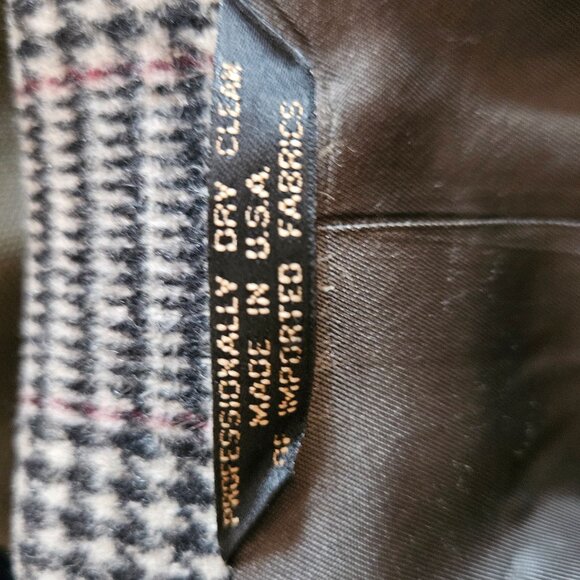 PROFESSIONALLY DRY CLEAN
MADE IN U.S.A.
OF IMPORTED FABRICS